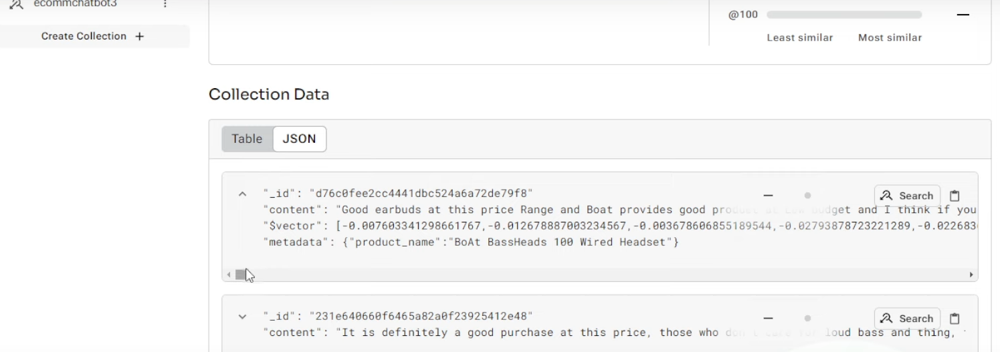 ecommchatbot3
Create Collection +
@100
Least similar Most similar
Collection Data
Table JSON
"_id": "d76c0fee2cc4441dbc524a6a72de79f8"
Search
"content": "Good earbuds at this price Range and Boat provides good product at Low budget and I think if you
"$vector": [-0.007603341298661767,-0.012678887003234567,-0.003678606855189544,-0.02793878723221289,-0.022683
"metadata": {"product_name":"BoAt BassHeads 100 Wired Headset"}
"_id": "231e640660f6465a82a0f23925412e48"
Search
"content": "It is definitely a good purchase at this price, those who don't care for loud bass and thing,